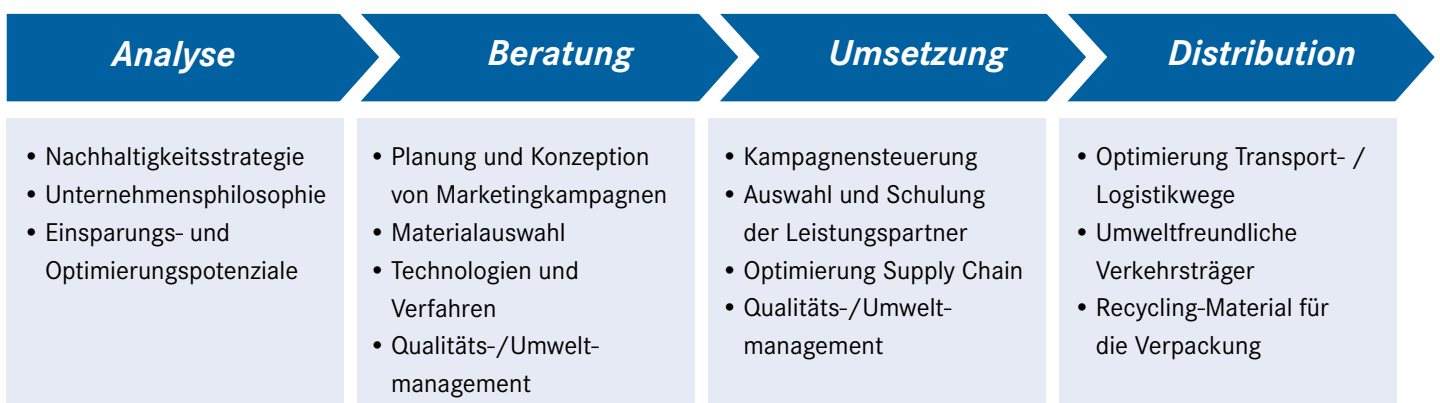 Analyse
Beratung
Umsetzung
Distribution
• Nachhaltigkeitsstrategie
• Unternehmensphilosophie
• Einsparungs- und
Optimierungspotenziale
• Planung und Konzeption
von Marketingkampagnen
• Materialauswahl
• Technologien und
Verfahren
• Qualitäts-/Umwelt-
management
• Kampagnensteuerung
• Auswahl und Schulung
der Leistungspartner
• Optimierung Supply Chain
• Qualitäts-/Umwelt-
management
• Optimierung Transport- /
Logistikwege
• Umweltfreundliche
Verkehrsträger
• Recycling-Material für
die Verpackung